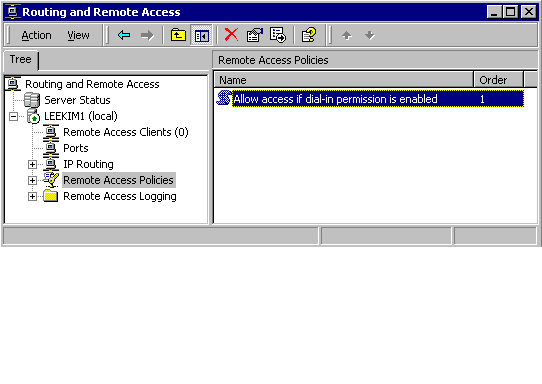 Routing and Remote Access
Action View
Tree
Remote Access Policies
Routing and Remote Access
Server Status
LEEKIM1 (local)
Remote Access Clients (0)
Ports
IP Routing
Remote Access Policies
Remote Access Logging
Name Order
Allow access if dial-in permission is enabled 1